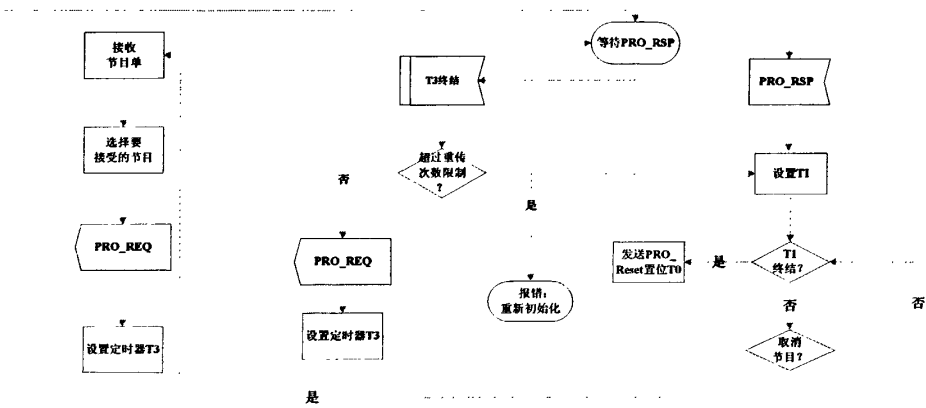 接收
节目单
选择要
接受的节目
PRO_REQ
设置定时器T3
T3终结
超过重传
次数限制
?
否
是
PRO_REQ
设置定时器T3
是
报错:
重新初始化
等待PRO_RSP
PRO_RSP
设置T1
T1
终结?
是
发送PRO_
Reset置位T0
否
取消
节目?
否